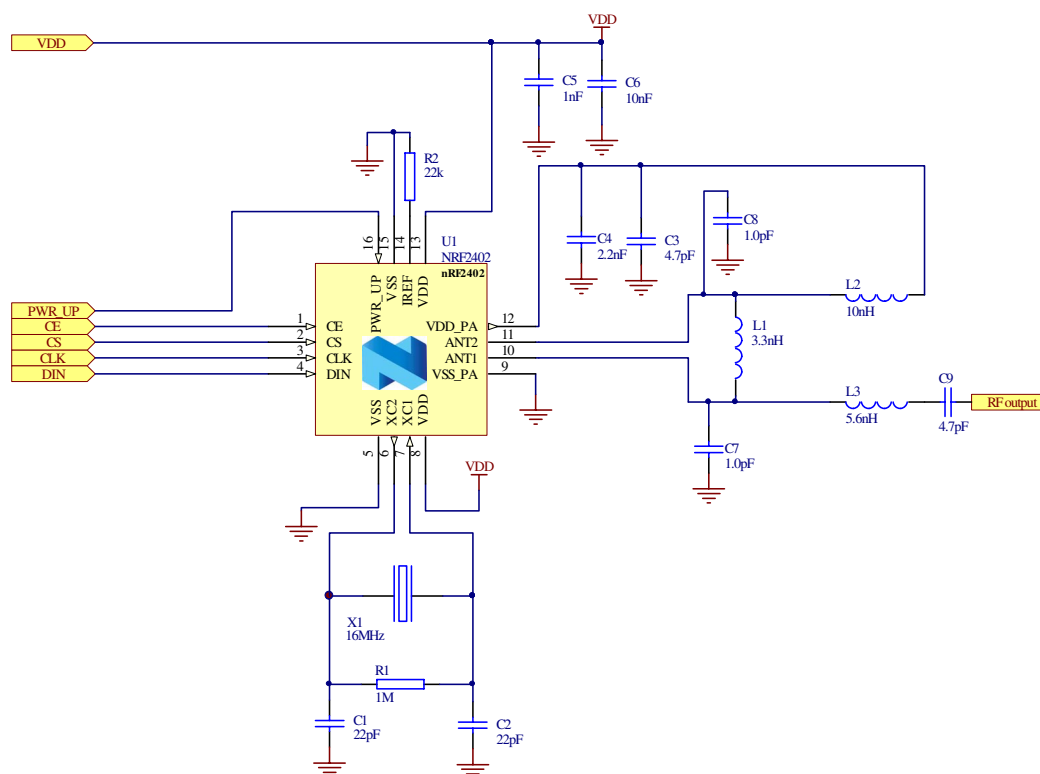 VDD
VDD
C5
1nF
C6
10nF
R2
22k
16
15
14
13
U1
NRF2402
nRF2402
PWR_UP
VSS
IREF
VDD
C4
2.2nF
C3
4.7pF
C8
1.0pF
PWR_UP
CE
CS
CLK
DIN
1
2
3
4
CE
CS
CLK
DIN
VDD_PA
ANT2
ANT1
VSS_PA
12
11
10
9
L2
10nH
L1
3.3nH
L3
5.6nH
C9
4.7pF
RF output
C7
1.0pF
VSS
XC2
XC1
VDD
5
6
7
8
VDD
X1
16MHz
R1
1M
C1
22pF
C2
22pF